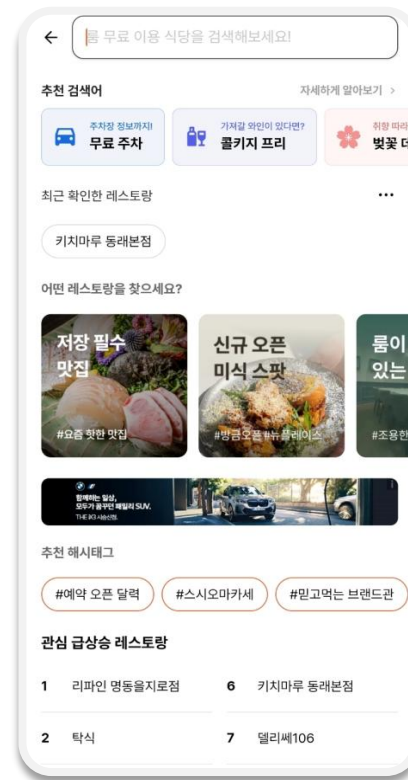 룸 무료 이용 식당을 검색해보세요!
추천 검색어
자세하게 알아보기 >
주차장 정보까지!
무료 주차
가져갈 와인이 있다면?
콜키지 프리
취향 따라
벚꽃
최근 확인한 레스토랑
키치마루 동래본점
어떤 레스토랑을 찾으세요?
저장 필수
맛집
#요즘 핫한 맛집
신규 오픈
미식 스팟
#방금오픈 #뉴플레이스
룸이
있는
#조용한
함께하는 일상,
모두가 꿈꾸던 패밀리 SUV.
추천 해시태그
#예약 오픈 달력
#스시오마카세
#믿고먹는 브랜드관
관심 급상승 레스토랑
1 리파인 명동을지로점
6 키치마루 동래본점
2 탁식
7 델리쎄106